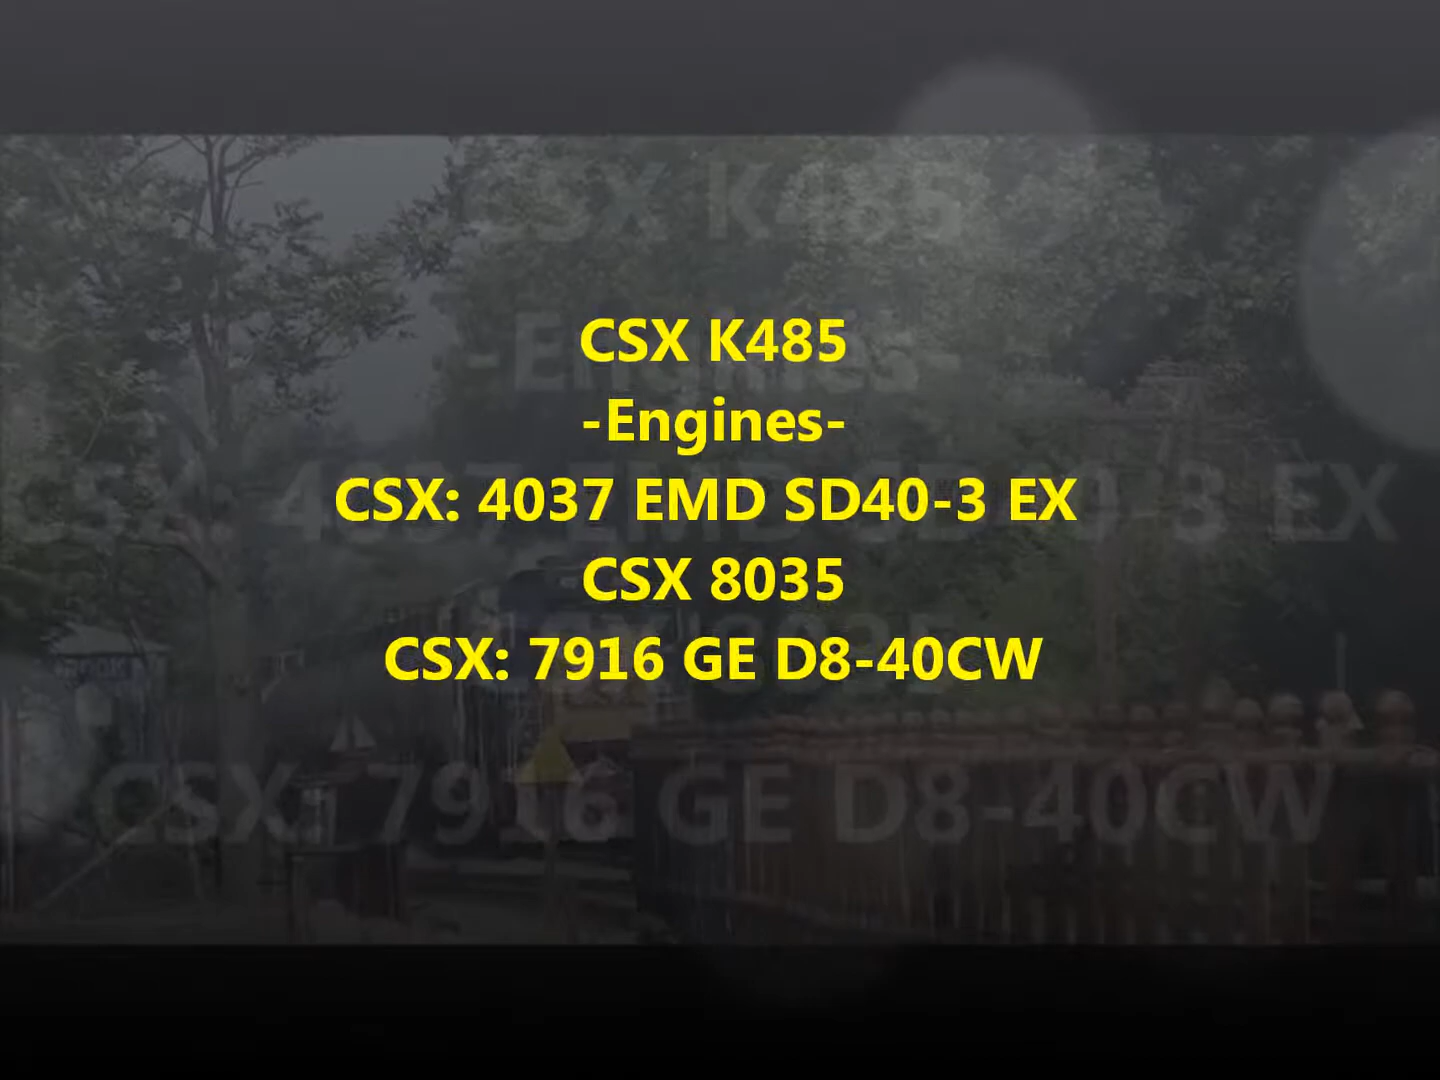 CSX K485
-Engines-
CSX: 4037 EMD SD40-3 EX
CSX 8035
CSX: 7916 GE D8-40CW